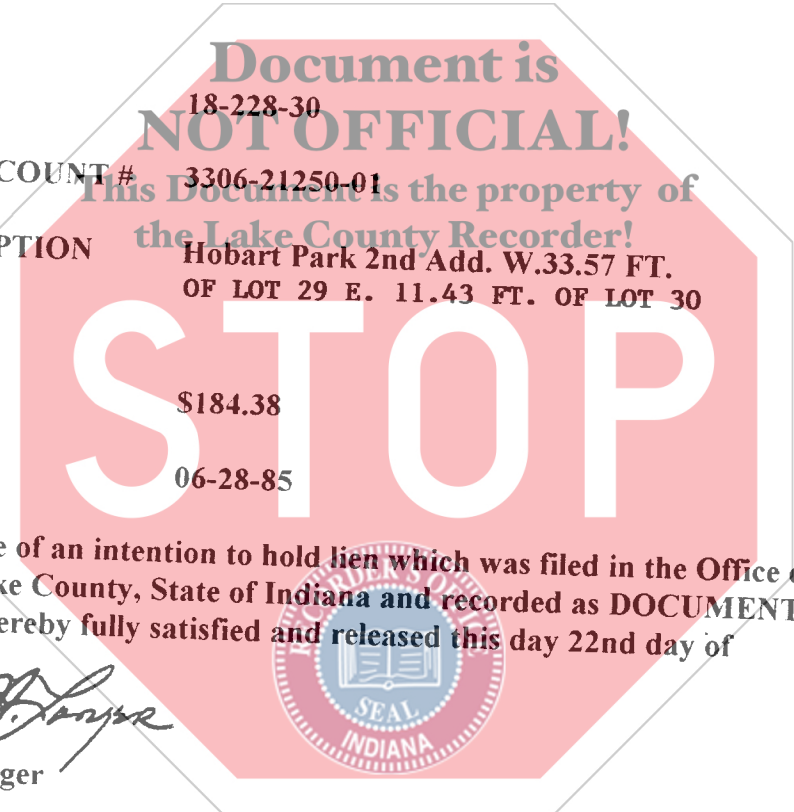 Document is
18-228-30
NOT OFFICIAL!
COUNT # 3306-21250-01
This Document is the property of
the Lake County Recorder!
PTION Hobart Park 2nd Add. W.33.57 FT.
OF LOT 29 E. 11.43 FT. OF LOT 30
STOP
$184.38
06-28-85
e of an intention to hold lien which was filed in the Office o
ke County, State of Indiana and recorded as DOCUMENT
ereby fully satisfied and released this day 22nd day of
RECORDER'S OFFICE
SEAL
INDIANA
ger